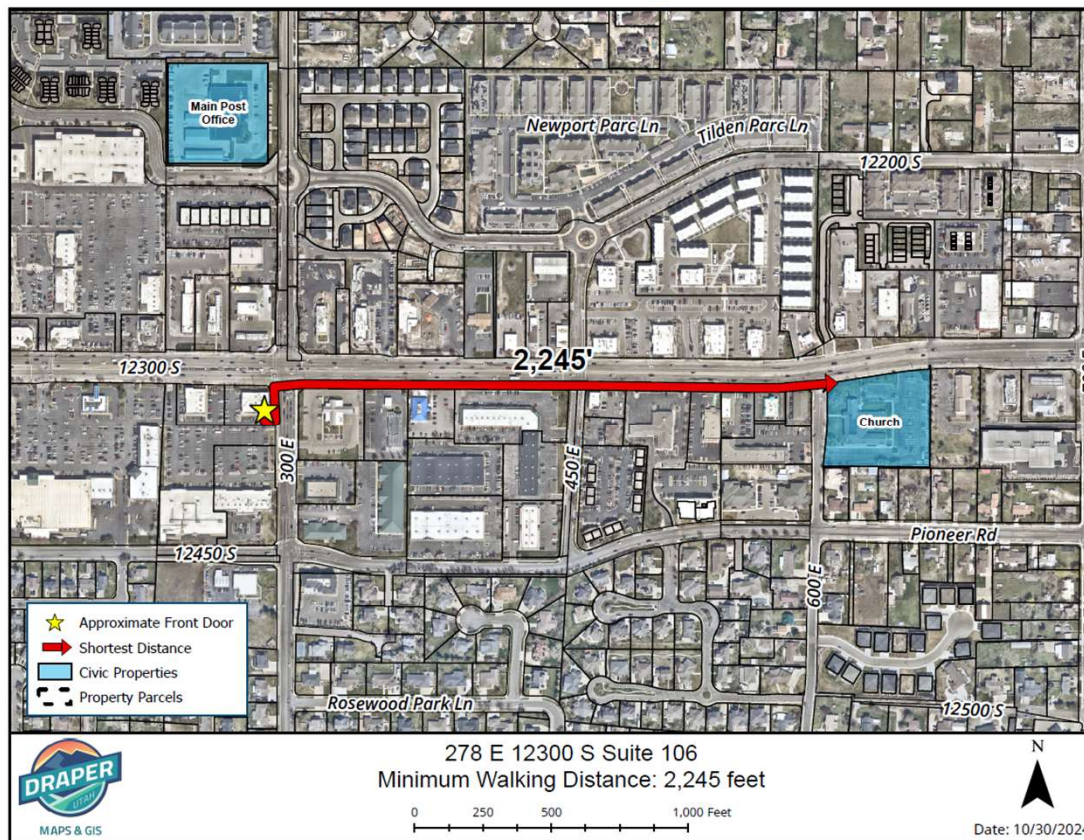 Main Post
Office
Newport Parc Ln
Tilden Parc Ln
12200 S
12300 S
2,245'
Church
300 E
450 E
600 E
12450 S
Pioneer Rd
Rosewood Park Ln
12500 S
Approximate Front Door
Shortest Distance
Civic Properties
Property Parcels
DRAPER
UTAH
MAPS & GIS
278 E 12300 S Suite 106
Minimum Walking Distance: 2,245 feet
0 250 500 1,000 Feet
N
Date: 10/30/2024